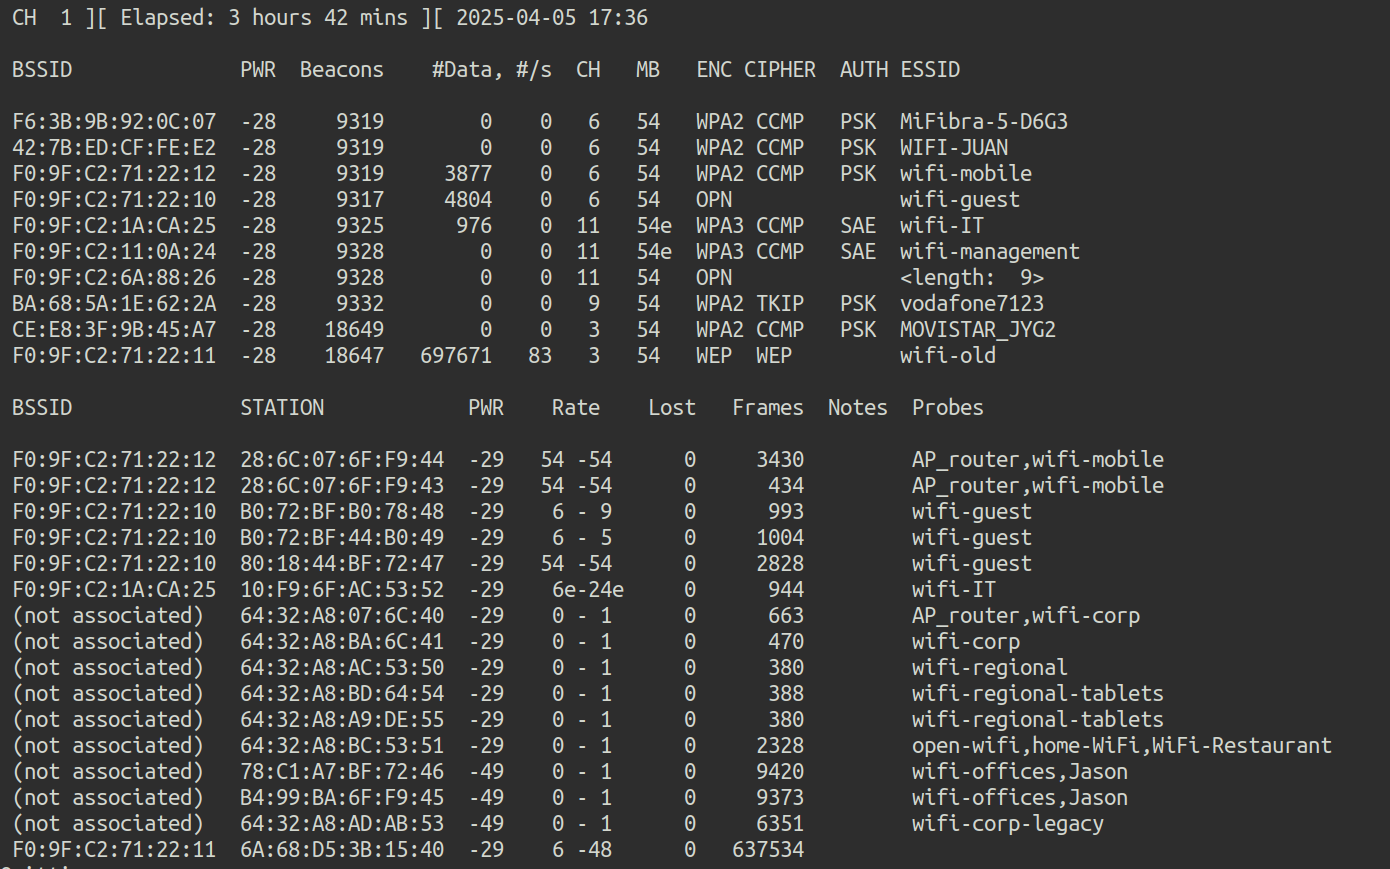 CH  1 ][ Elapsed: 3 hours 42 mins ][ 2025-04-05 17:36
BSSID              PWR  Beacons    #Data, #/s  CH   MB   ENC CIPHER  AUTH ESSID
F6:3B:9B:92:0C:07  -28     9319        0    0   6   54   WPA2 CCMP   PSK  MiFibra-5-D6G3
42:7B:ED:CF:FE:E2  -28     9319        0    0   6   54   WPA2 CCMP   PSK  WIFI-JUAN
F0:9F:C2:71:22:12  -28     9319     3877    0   6   54   WPA2 CCMP   PSK  wifi-mobile
F0:9F:C2:71:22:10  -28     9317     4804    0   6   54   OPN              wifi-guest
F0:9F:C2:1A:CA:25  -28     9325      976    0  11   54e  WPA3 CCMP   SAE  wifi-IT
F0:9F:C2:11:0A:24  -28     9328        0    0  11   54e  WPA3 CCMP   SAE  wifi-management
F0:9F:C2:6A:88:26  -28     9328        0    0  11   54   OPN              <length:  9>
BA:68:5A:1E:62:2A  -28     9332        0    0   9   54   WPA2 TKIP   PSK  vodafone7123
CE:E8:3F:9B:45:A7  -28    18649        0    0   3   54   WPA2 CCMP   PSK  MOVISTAR_JYG2
F0:9F:C2:71:22:11  -28    18647   697671   83   3   54   WEP  WEP         wifi-old
BSSID              STATION            PWR    Rate    Lost   Frames  Notes  Probes
F0:9F:C2:71:22:12  28:6C:07:6F:F9:44  -29   54 -54      0     3430         AP_router,wifi-mobile
F0:9F:C2:71:22:12  28:6C:07:6F:F9:43  -29   54 -54      0      434         AP_router,wifi-mobile
F0:9F:C2:71:22:10  B0:72:BF:B0:78:48  -29    6 - 9      0      993         wifi-guest
F0:9F:C2:71:22:10  B0:72:BF:44:B0:49  -29    6 - 5      0     1004         wifi-guest
F0:9F:C2:71:22:10  80:18:44:BF:72:47  -29   54 -54      0     2828         wifi-guest
F0:9F:C2:1A:CA:25  10:F9:6F:AC:53:52  -29    6e-24e     0      944         wifi-IT
(not associated)   64:32:A8:07:6C:40  -29    0 - 1      0      663         AP_router,wifi-corp
(not associated)   64:32:A8:BA:6C:41  -29    0 - 1      0      470         wifi-corp
(not associated)   64:32:A8:AC:53:50  -29    0 - 1      0      380         wifi-regional
(not associated)   64:32:A8:BD:64:54  -29    0 - 1      0      388         wifi-regional-tablets
(not associated)   64:32:A8:A9:DE:55  -29    0 - 1      0      380         wifi-regional-tablets
(not associated)   64:32:A8:BC:53:51  -29    0 - 1      0     2328         open-wifi,home-WiFi,WiFi-Restaurant
(not associated)   78:C1:A7:BF:72:46  -49    0 - 1      0     9420         wifi-offices,Jason
(not associated)   B4:99:BA:6F:F9:45  -49    0 - 1      0     9373         wifi-offices,Jason
(not associated)   64:32:A8:AD:AB:53  -49    0 - 1      0     6351         wifi-corp-legacy
F0:9F:C2:71:22:11  6A:68:D5:3B:15:40  -29    6 -48      0   637534